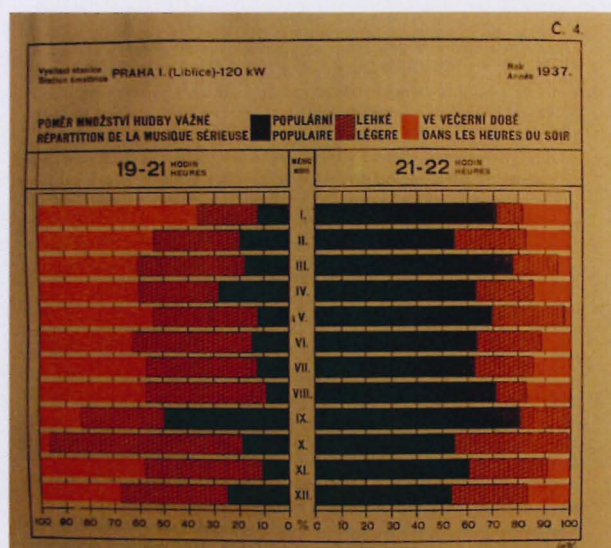 Č. 4.
Vysílací stanice PRAHA I. (Liblice)-120 kW Rok 1937.
Station émettrice Année
POMĚR MNOŽSTVÍ HUDBY VÁŽNÉ POPULÁRNÍ LEHKÉ VE VEČERNÍ DOBĚ
RÉPARTITION DE LA MUSIQUE SÉRIEUSE POPULAIRE LÉGERE DANS LES HEURES DU SOIR
19-21 HODIN HEURES MĚSÍC MOIS 21-22 HODIN HEURES
I.
II.
III.
IV.
V.
VI.
VII.
VIII.
IX.
X.
XI.
XII.
100 90 80 70 60 50 40 30 20 10 0 % 0 10 20 30 40 50 60 70 80 90 100